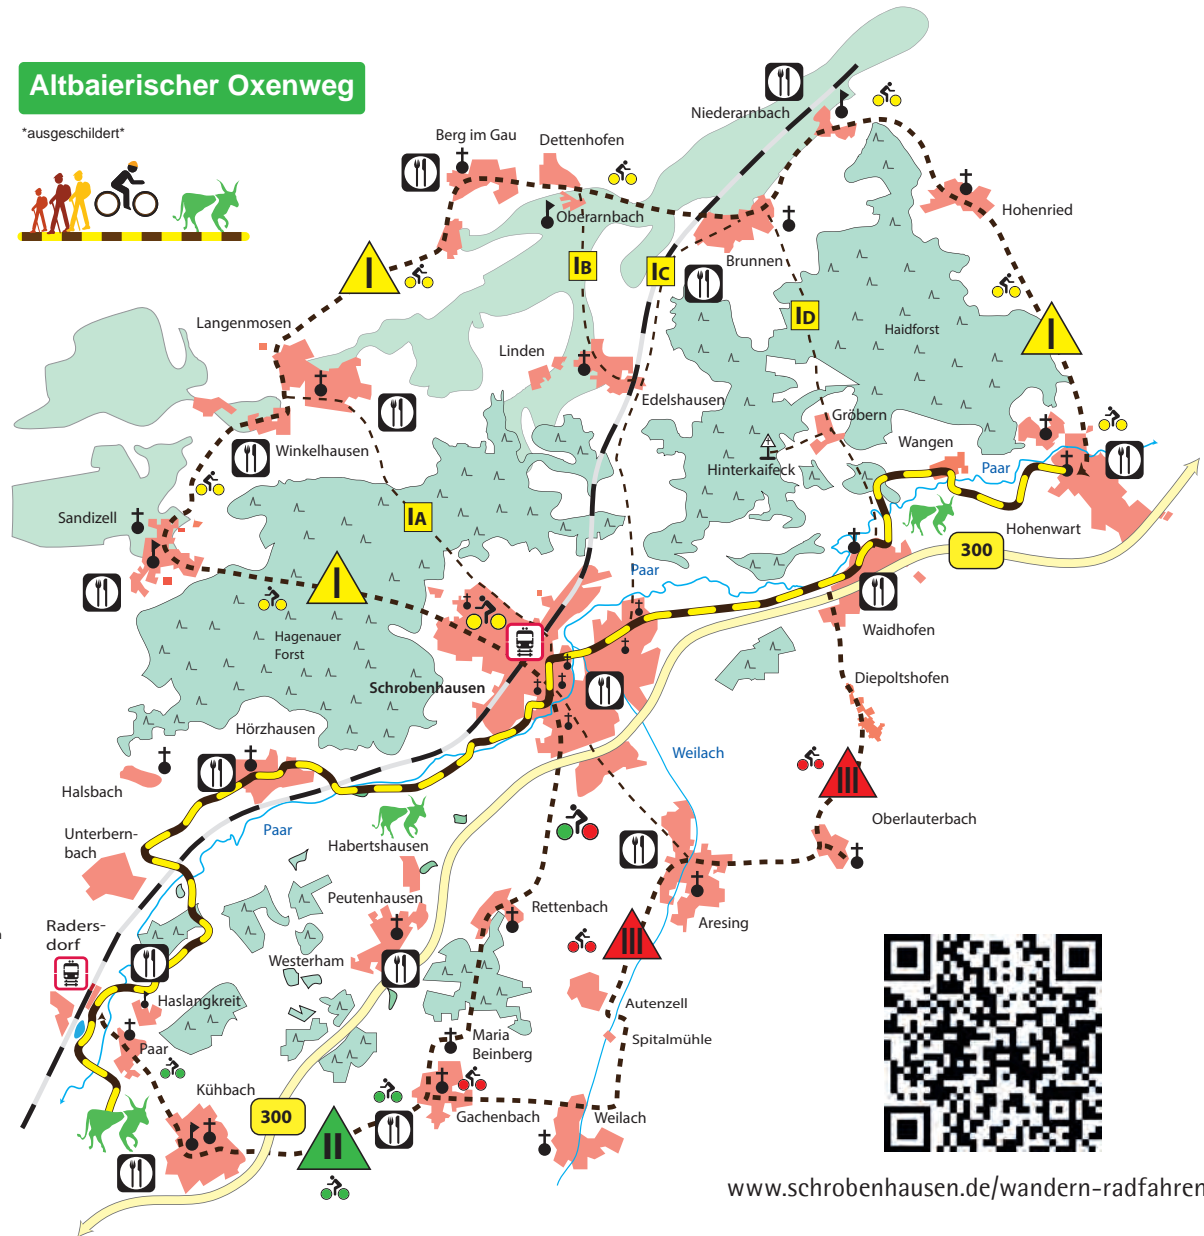 Altbaierischer Oxenweg
*ausgeschildert*
Niederarnbach
Berg im Gau
Dettenhofen
Hohenried
Oberarnbach
Brunnen
I
IB
IC
ID
Langenmosen
Haidforst
I
Linden
Edelshausen
Gröbern
Winkelhausen
Wangen
Hinterkaifeck
Paar
Sandizell
IA
Hohenwart
300
Paar
I
Waidhofen
Hagenauer
Forst
Diepoltshofen
Schrobenhausen
Hörzhausen
Weilach
III
Halsbach
Oberlauterbach
Paar
Unterbern-
bach
Habertshausen
Peutenhausen
Rettenbach
Aresing
Raders-
dorf
III
Westerham
Haslangkreit
Autenzell
Maria
Beinberg
Spitalmühle
Paar
Kühbach
300
Gachenbach
Weilach
II
www.schrobenhausen.de/wandern-radfahren